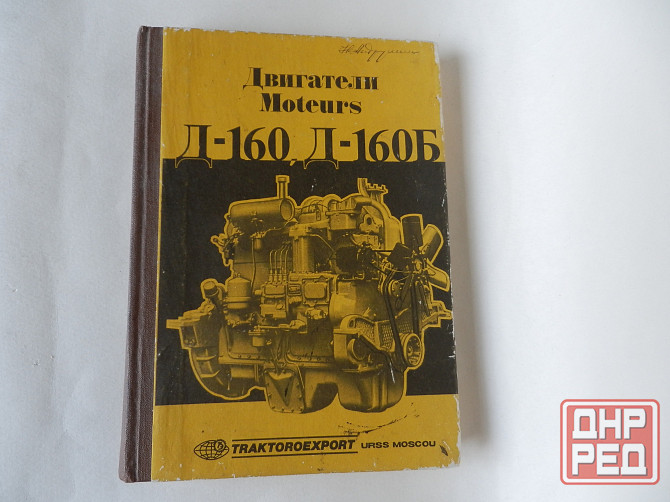 Двигатели
Moteurs
Д-160, Д-160Б
TRAKTOROEXPORT URSS MOSCOU
ДНР
РЕД